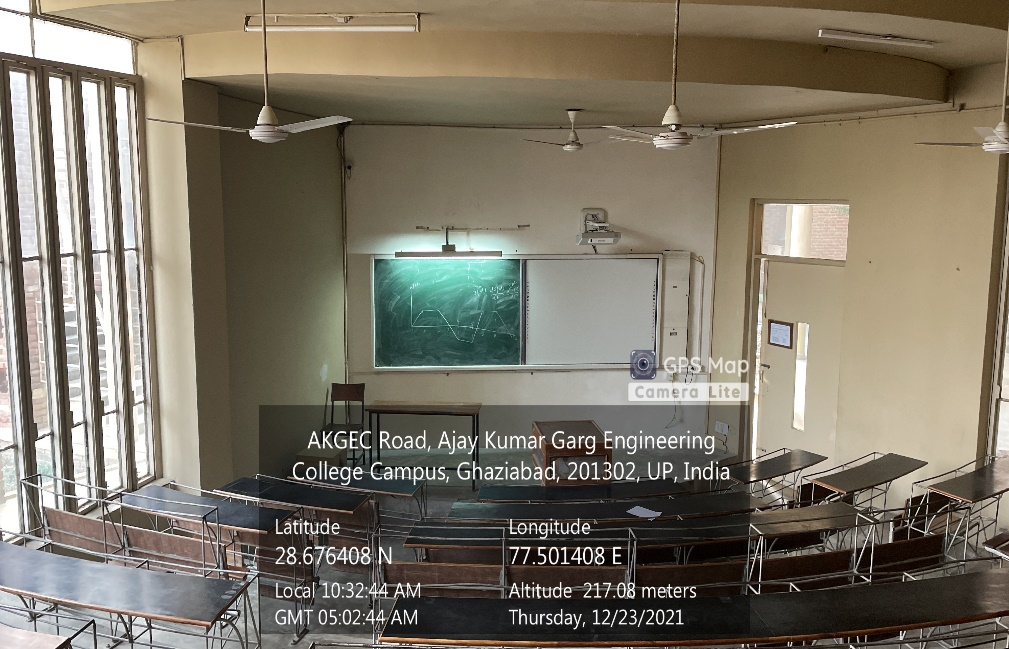 GPS Map
Camera Lite
AKGEC Road, Ajay Kumar Garg Engineering
College Campus, Ghaziabad, 201302, UP, India
Latitude
28.676408 N
Longitude
77.501408 E
Local 10:32:44 AM
GMT 05:02:44 AM
Altitude 217.08 meters
Thursday, 12/23/2021